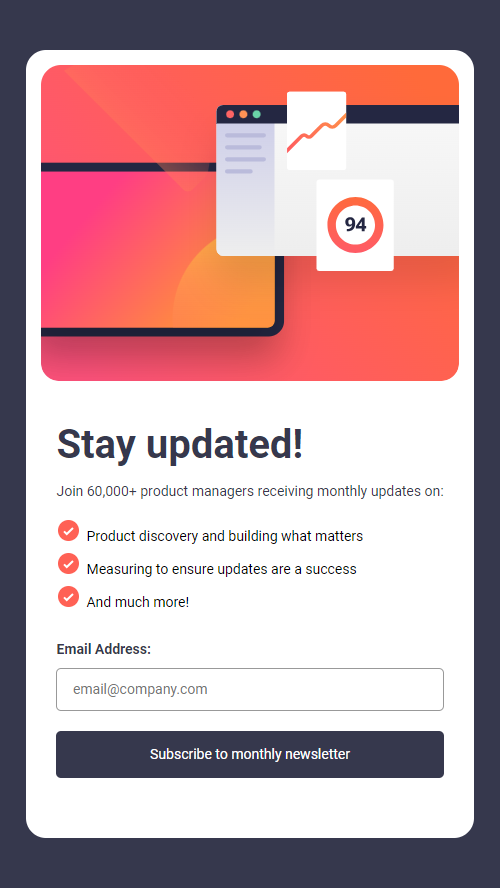 94
Stay updated!
Join 60,000+ product managers receiving monthly updates on:
Product discovery and building what matters
Measuring to ensure updates are a success
And much more!
Email Address:
email@company.com
Subscribe to monthly newsletter